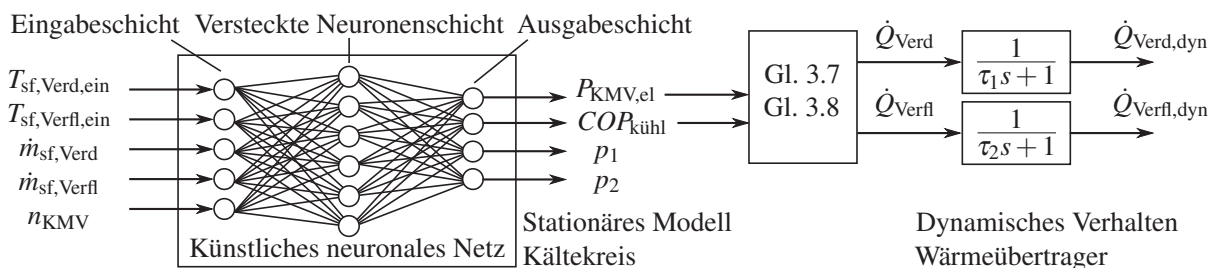 Eingabeschicht Versteckte Neuronenschicht Ausgabeschicht
T_sf,Verd,ein
T_sf,Verfl,ein
ṁ_sf,Verd
ṁ_sf,Verfl
n_KMV
Künstliches neuronales Netz
P_KMV,el
COP_kühl
p_1
p_2
Stationäres Modell
Kältekreis
Gl. 3.7
Gl. 3.8
Q̇_Verd
Q̇_Verfl
1
τ_1s + 1
1
τ_2s + 1
Q̇_Verd,dyn
Q̇_Verfl,dyn
Dynamisches Verhalten
Wärmeübertrager